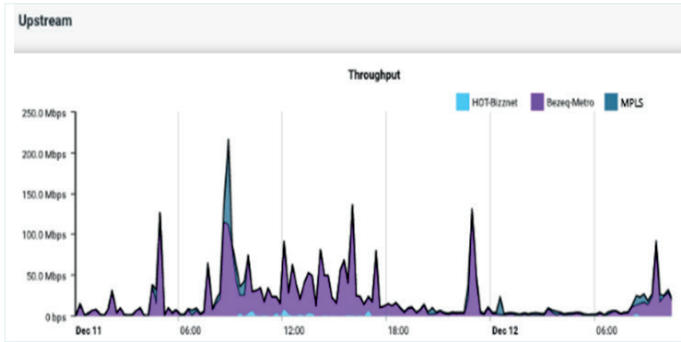 Upstream
Throughput
HOT-Bizznet Bezeq-Metro MPLS
250.0 Mbps
200.0 Mbps
150.0 Mbps
100.0 Mbps
50.0 Mbps
0 bps
Dec 11 06:00 12:00 18:00 Dec 12 06:00